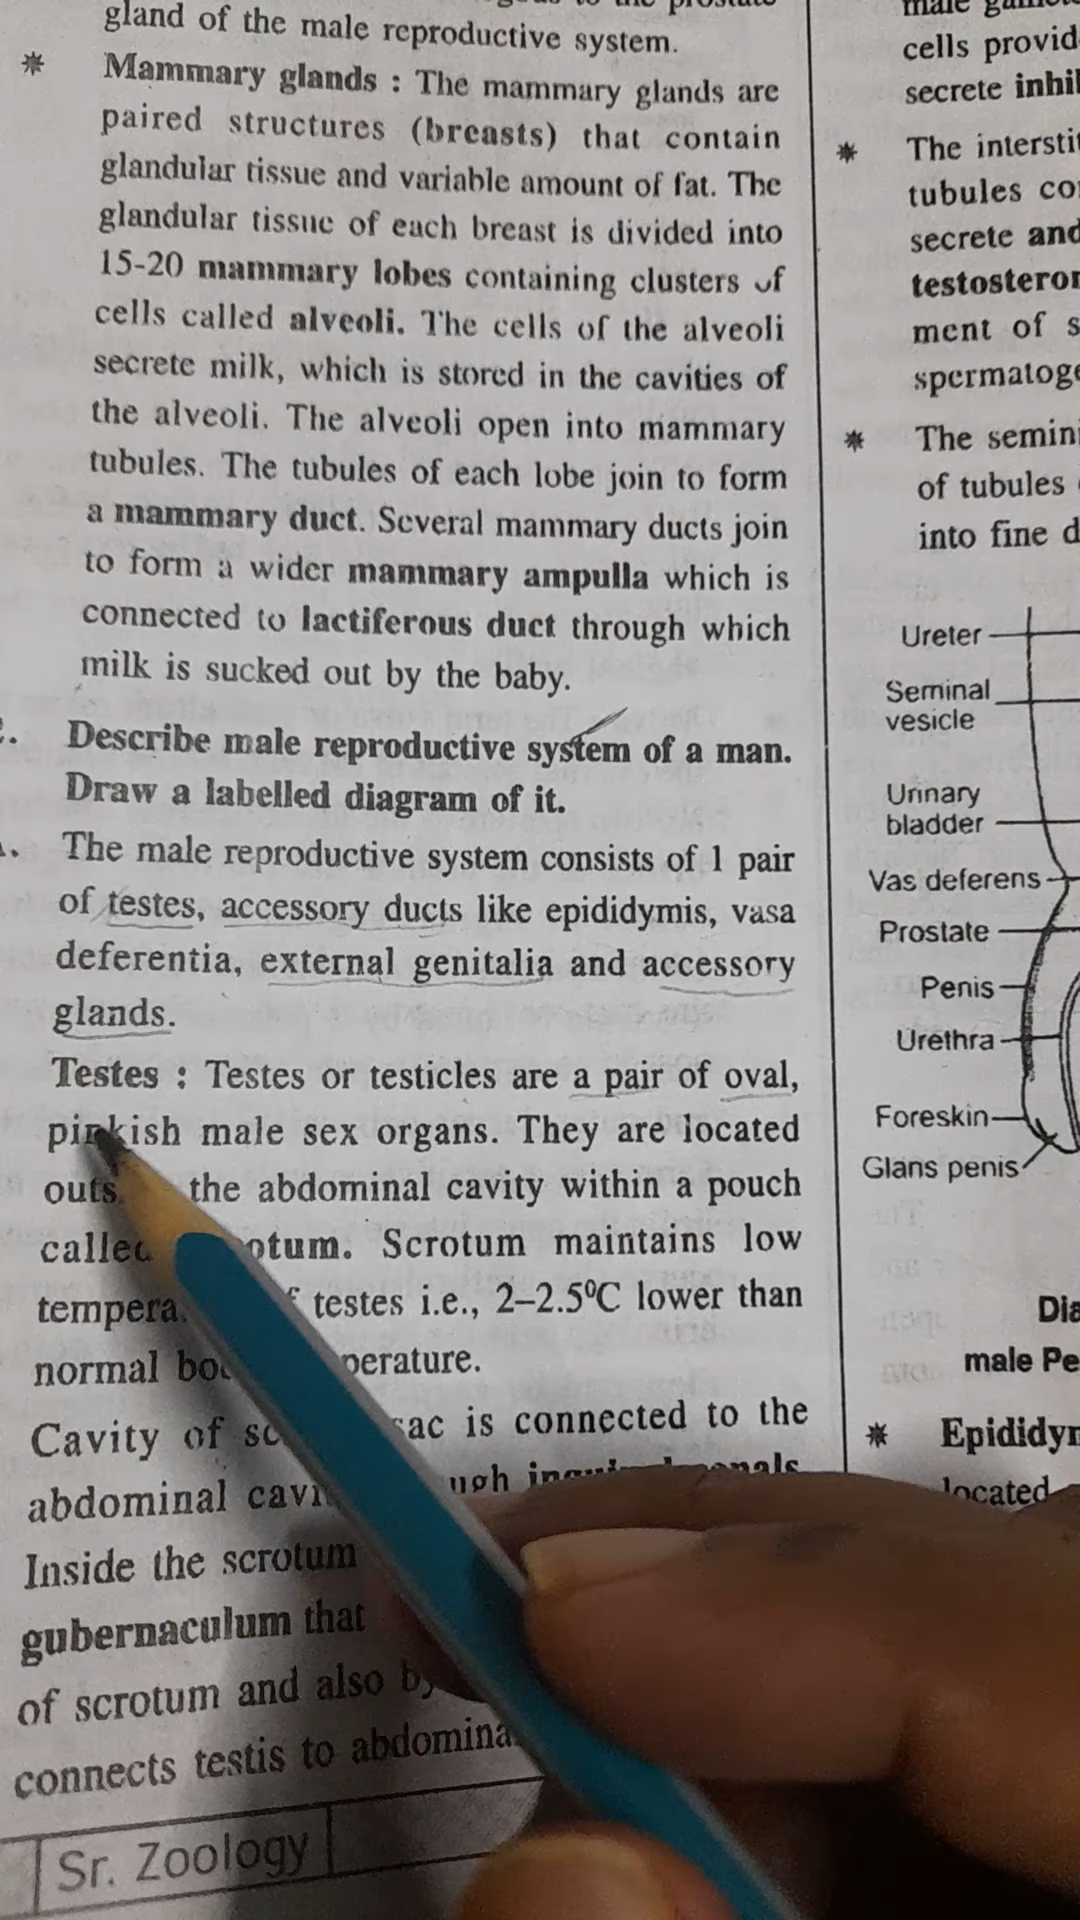 gland of the male reproductive system.
* Mammary glands : The mammary glands are
paired structures (breasts) that contain
glandular tissue and variable amount of fat. The
glandular tissue of each breast is divided into
15-20 mammary lobes containing clusters of
cells called alveoli. The cells of the alveoli
secrete milk, which is stored in the cavities of
the alveoli. The alveoli open into mammary
tubules. The tubules of each lobe join to form
a mammary duct. Several mammary ducts join
to form a wider mammary ampulla which is
connected to lactiferous duct through which
milk is sucked out by the baby.
Describe male reproductive system of a man.
Draw a labelled diagram of it.
The male reproductive system consists of 1 pair
of testes, accessory ducts like epididymis, vasa
deferentia, external genitalia and accessory
glands.
Testes : Testes or testicles are a pair of oval,
pinkish male sex organs. They are located
the abdominal cavity within a pouch
called Scrotum maintains low
testes i.e., 2–2.5⁰C lower than
normal
Cavity of sac is connected to the
abdominal
Inside the scrotum
gubernaculum that
of scrotum and also
connects testis to
Sr. Zoology
male
cells
secrete
* The
tubules
secrete and
ment of
* The
of tubules
into fine
Ureter
Seminal
vesicle
Urinary
bladder
Vas deferens
Prostate
Penis
Urethra
Foreskin
Glans penis
male
*
located